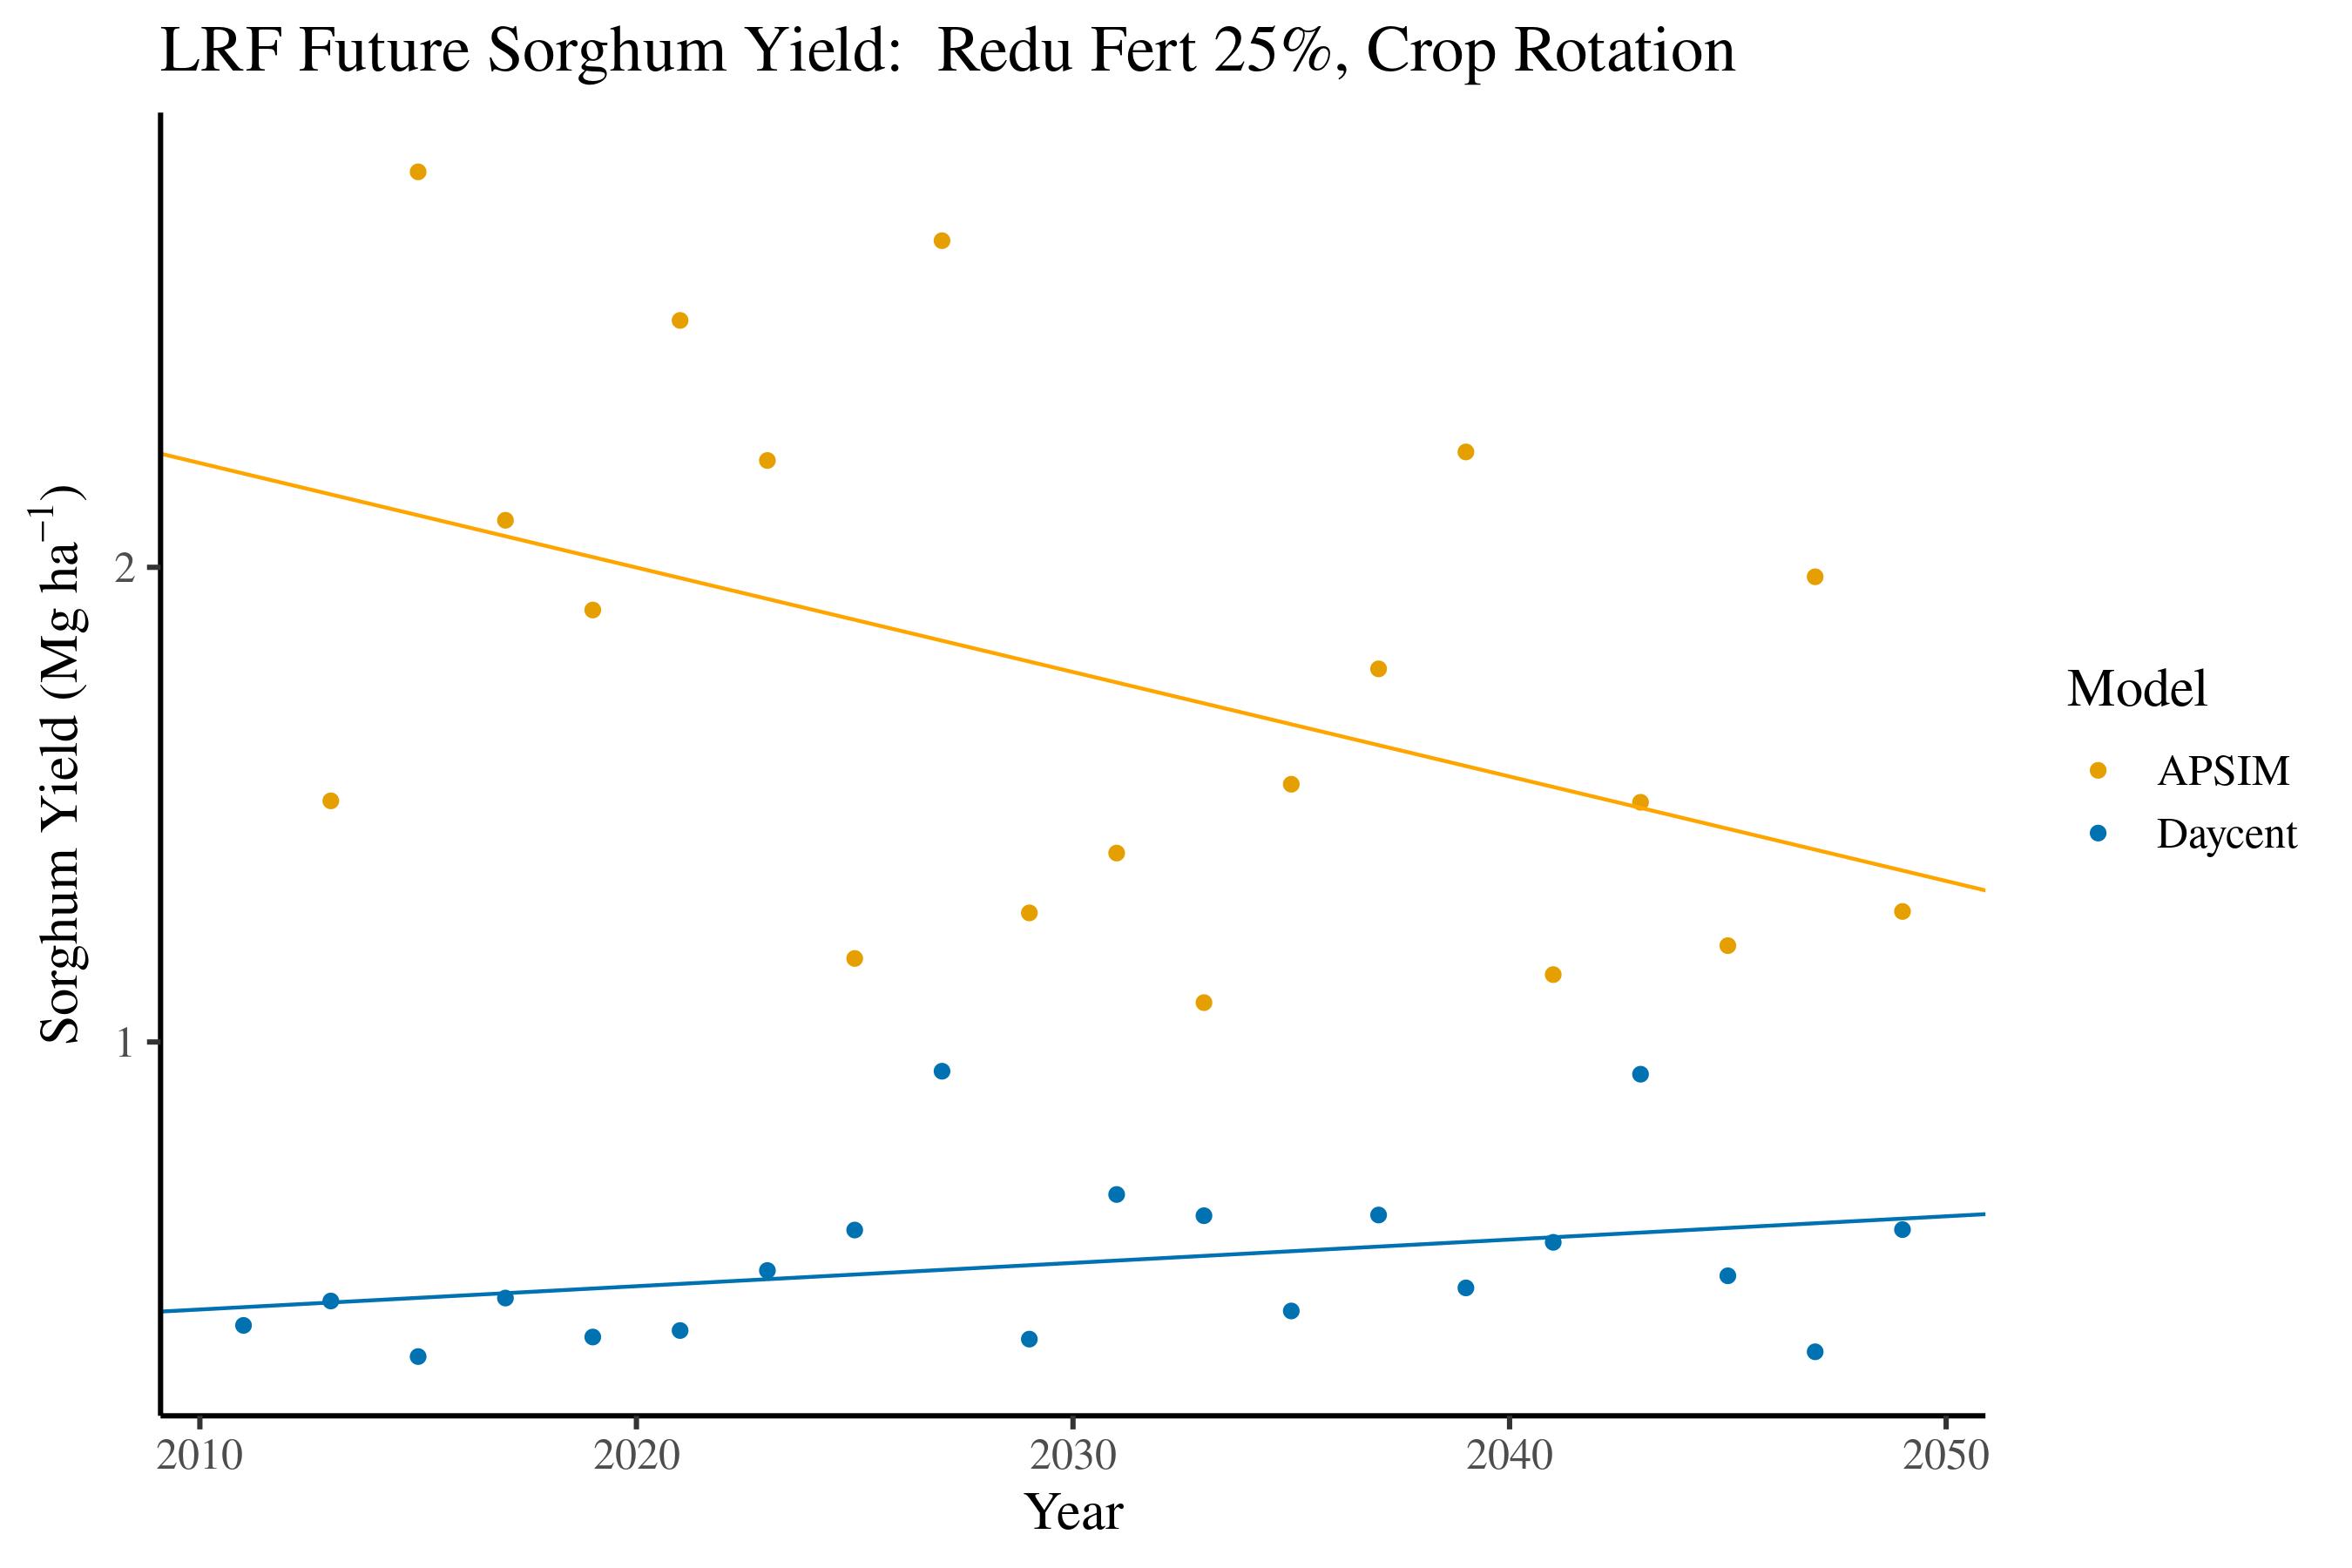 LRF Future Sorghum Yield:  Redu Fert 25%, Crop Rotation
Sorghum Yield (Mg ha⁻¹)
2
1
2010 2020 2030 2040 2050
Year
Model
APSIM
Daycent